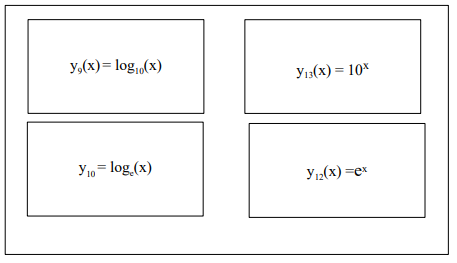 y₉(x) = log₁₀(x)
y₁₃(x) = 10ˣ
y₁₀ = logₑ(x)
y₁₂(x) =eˣ